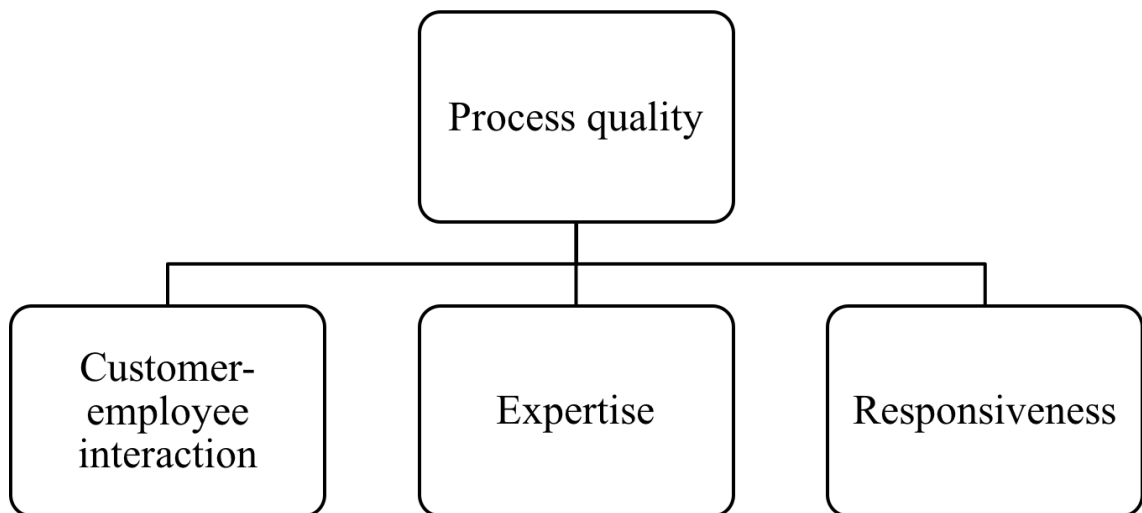 Process quality
Customer-
employee
interaction
Expertise
Responsiveness